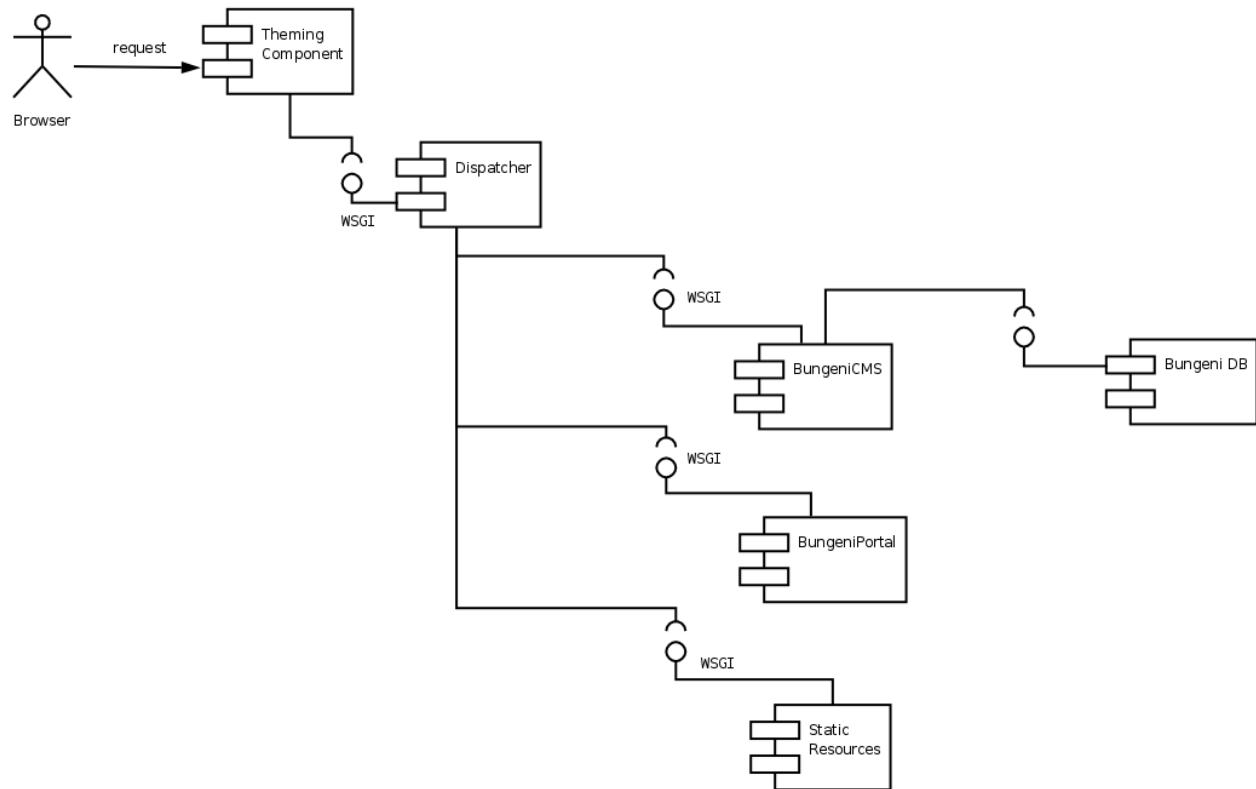 request
Browser
Theming
Component
WSGI
Dispatcher
WSGI
BungeniCMS
Bungeni DB
WSGI
BungeniPortal
WSGI
Static
Resources